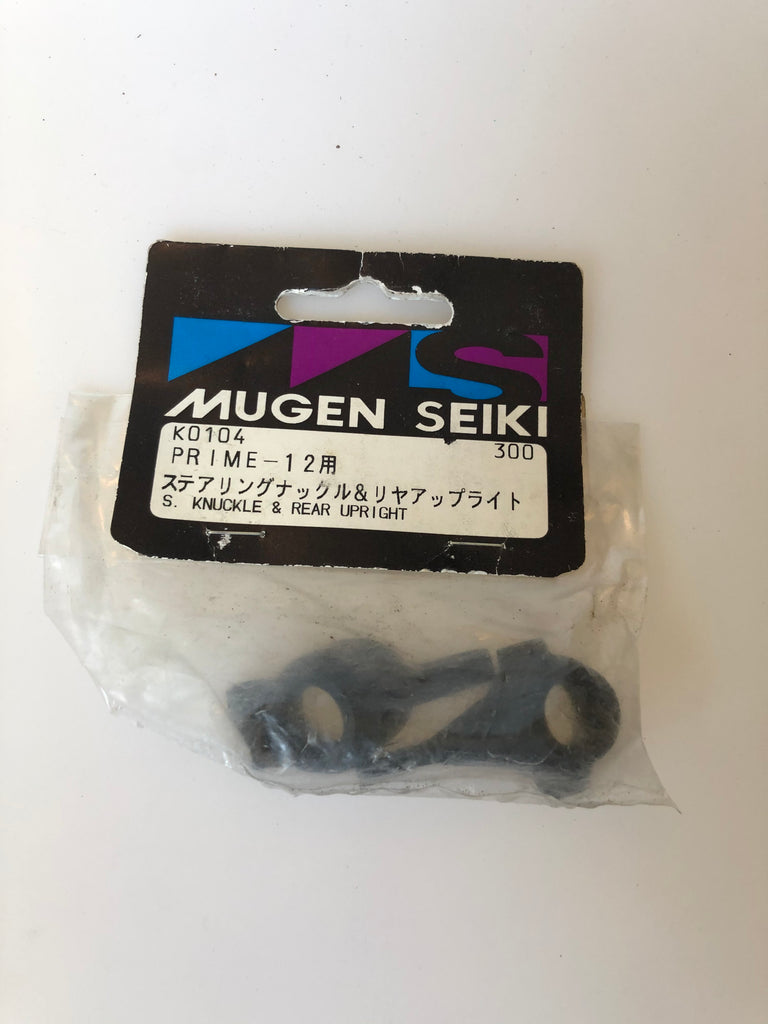 MUGEN SEIKI
K0104 300
PRIME-12用
ステアリングナックル&リヤアップライト
S. KNUCKLE & REAR UPRIGHT